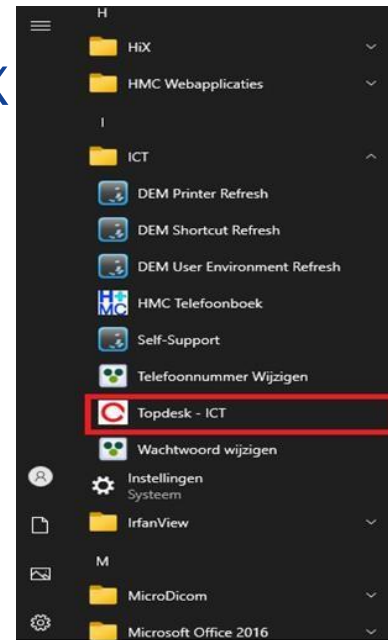 H
HiX
HMC Webapplicaties
I
ICT
DEM Printer Refresh
DEM Shortcut Refresh
DEM User Environment Refresh
HMC
HMC Telefoonboek
Self-Support
Telefoonnummer Wijzigen
Topdesk - ICT
Wachtwoord wijzigen
Instellingen
Systeem
IrfanView
M
MicroDicom
Microsoft Office 2016